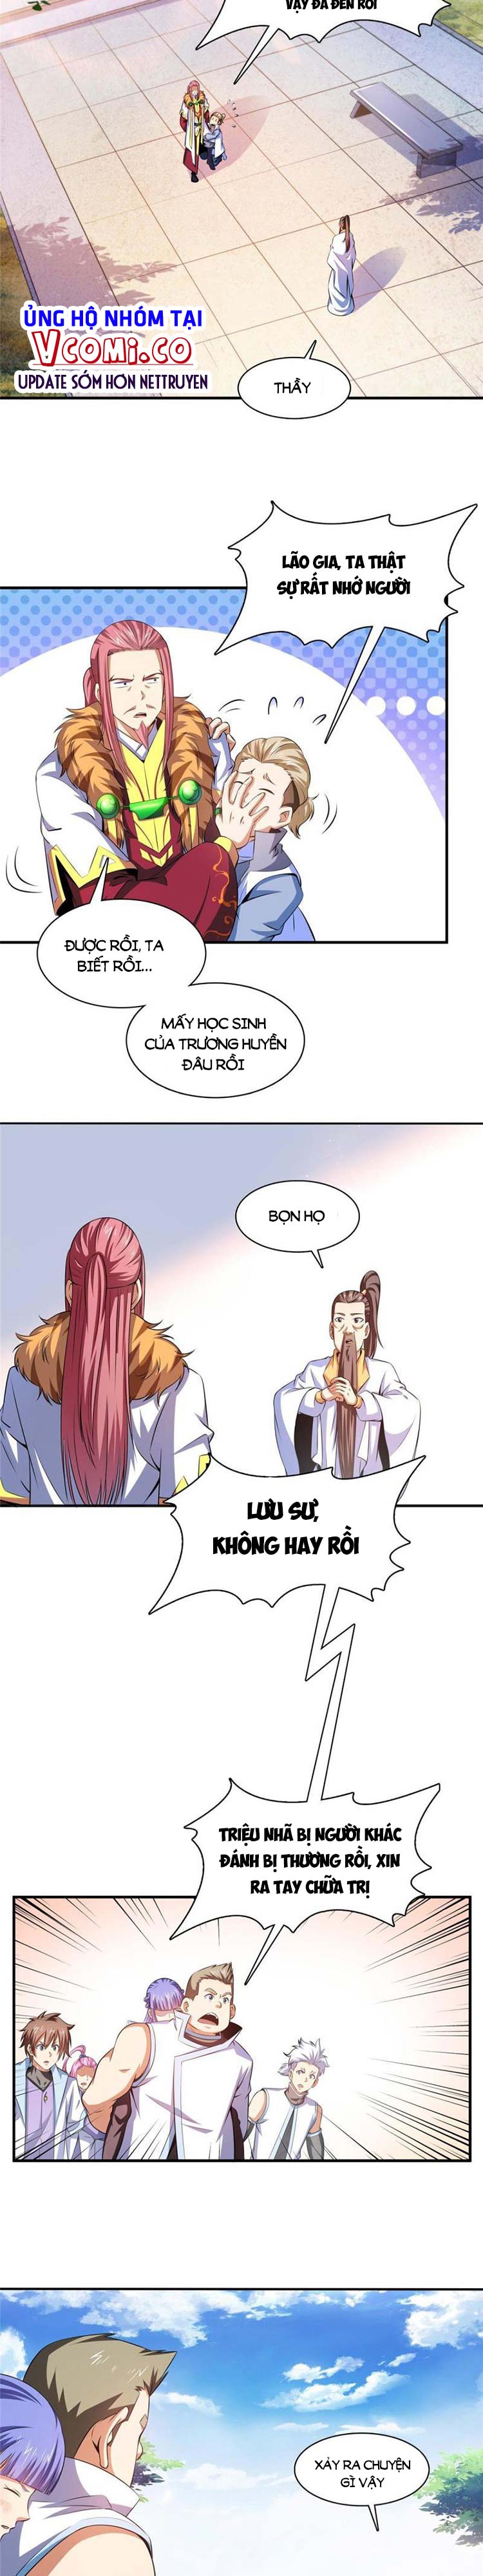 VẬY ĐÃ ĐẾN RỒI
ỦNG HỘ NHÓM TẠI
VCOMI.CO
UPDATE SỚM HƠN NETTRUYEN
THẦY
LÃO GIA, TA THẬT
SỰ RẤT NHỚ NGƯỜI
ĐƯỢC RỒI, TA
BIẾT RỒI...
MẤY HỌC SINH
CỦA TRƯƠNG HUYỀN
ĐÂU RỒI
BỌN HỌ
LƯU SƯ,
KHÔNG HAY RỒI
TRIỆU NHÃ BỊ NGƯỜI KHÁC
ĐÁNH BỊ THƯƠNG RỒI, XIN
RA TAY CHỮA TRỊ
XẢY RA CHUYỆN
GÌ VẬY